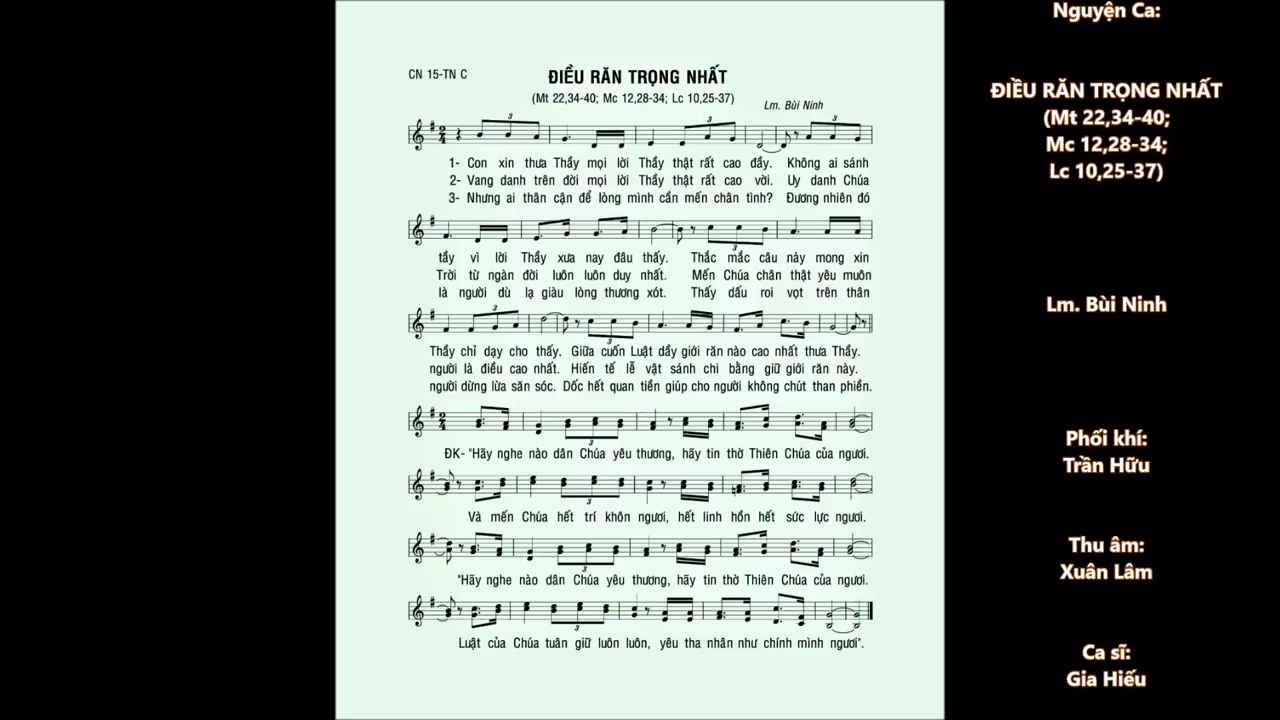 CN 15-TN C
ĐIỀU RĂN TRỌNG NHẤT
(Mt 22,34-40; Mc 12,28-34; Lc 10,25-37)
Lm. Bùi Ninh
3
3
3
1- Con xin thưa Thầy mọi lời Thầy thật rất cao đẩy. Không ai sánh
2- Vang danh trên đời mọi lời Thầy thật rất cao vời. Uy danh Chúa
3- Nhưng ai thân cận để lòng mình cần mến chân tình? Đương nhiên đó
3
tầy vì lời Thầy xưa nay đâu thấy. Thắc mắc câu này mong xin
Trời từ ngàn đời luôn luôn duy nhất. Mến Chúa chân thật yêu muôn
là người dù lạ giàu lòng thương xót. Thấy dấu roi vọt trên thân
3
3
Thầy chỉ dạy cho thấy. Giữa cuốn Luật dầy giới răn nào cao nhất thưa Thầy.
người là điều cao nhất. Hiến tế lễ vật sánh chi bằng giữ giới răn này.
người dừng lừa săn sóc. Dốc hết quan tiền giúp cho người không chút than phiền.
3
ĐK- "Hãy nghe nào dân Chúa yêu thương, hãy tin thờ Thiên Chúa của ngươi.
3
Và mến Chúa hết trí khôn ngươi, hết linh hồn hết sức lực ngươi.
3
"Hãy nghe nào dân Chúa yêu thương, hãy tin thờ Thiên Chúa của ngươi.
3
Luật của Chúa tuân giữ luôn luôn, yêu tha nhân như chính mình ngươi".
Nguyện Ca:
ĐIỀU RĂN TRỌNG NHẤT
(Mt 22,34-40;
Mc 12,28-34;
Lc 10,25-37)
Lm. Bùi Ninh
Phối khí:
Trần Hữu
Thu âm:
Xuân Lâm
Ca sĩ:
Gia Hiếu